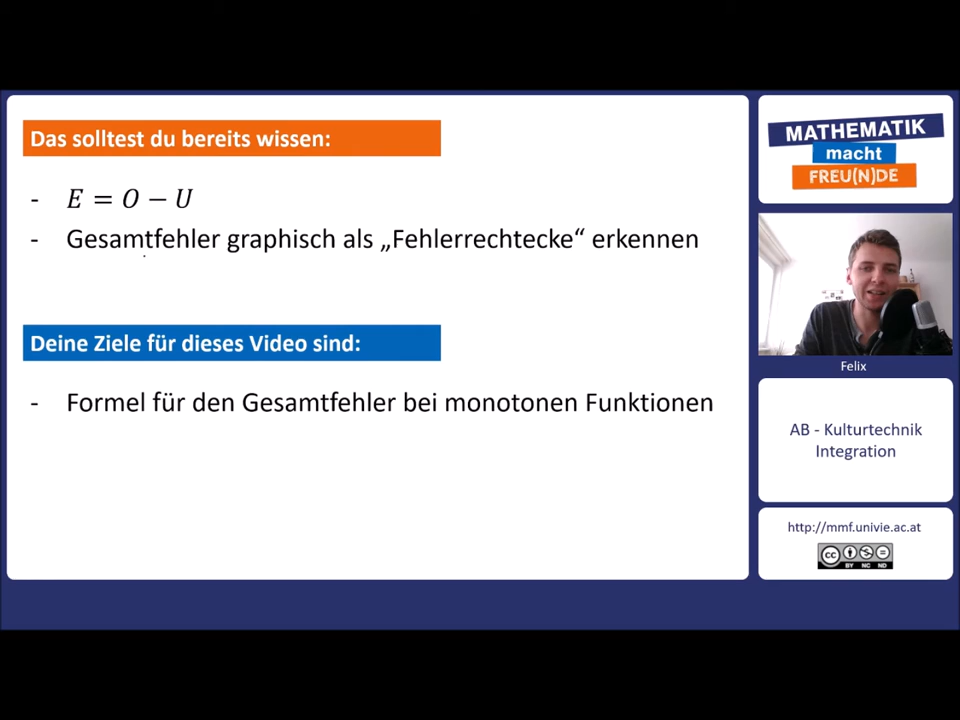 Das solltest du bereits wissen:
- E = O − U
- Gesamtfehler graphisch als „Fehlerrechtecke“ erkennen
Deine Ziele für dieses Video sind:
- Formel für den Gesamtfehler bei monotonen Funktionen
MATHEMATIK
macht
FREU(N)DE
Felix
AB - Kulturtechnik
Integration
http://mmf.univie.ac.at
cc
BY NC ND